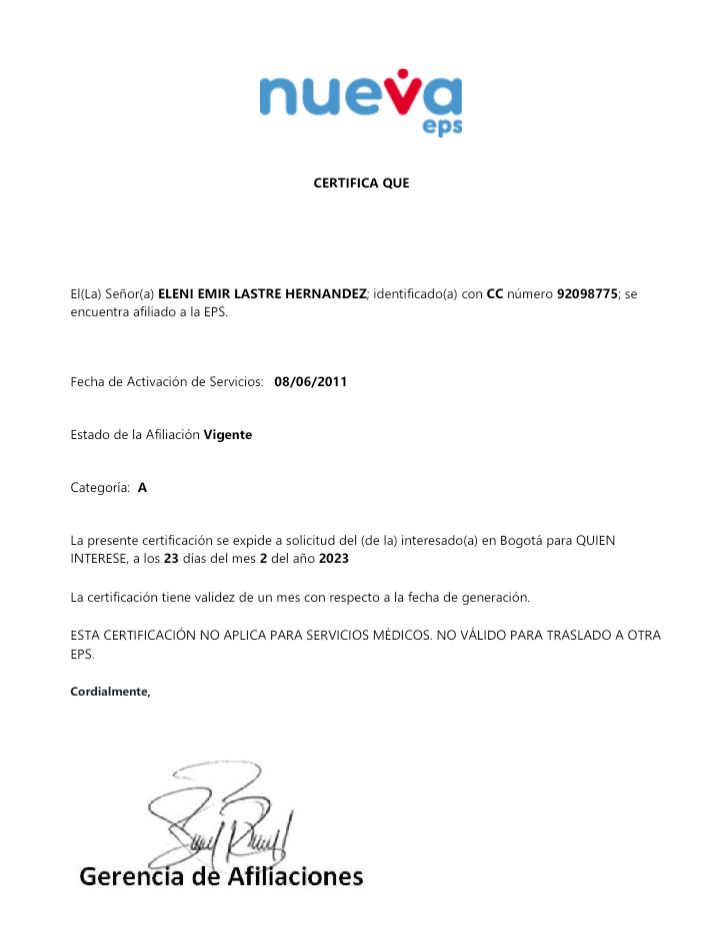 nueva
eps
CERTIFICA QUE
El(La) Señor(a) ELENI EMIR LASTRE HERNANDEZ; identificado(a) con CC número 92098775; se
encuentra afiliado a la EPS.
Fecha de Activación de Servicios: 08/06/2011
Estado de la Afiliación Vigente
Categoría: A
La presente certificación se expide a solicitud del (de la) interesado(a) en Bogotá para QUIEN
INTERESE, a los 23 días del mes 2 del año 2023
La certificación tiene validez de un mes con respecto a la fecha de generación.
ESTA CERTIFICACIÓN NO APLICA PARA SERVICIOS MÉDICOS. NO VÁLIDO PARA TRASLADO A OTRA
EPS.
Cordialmente,
Gerencia de Afiliaciones